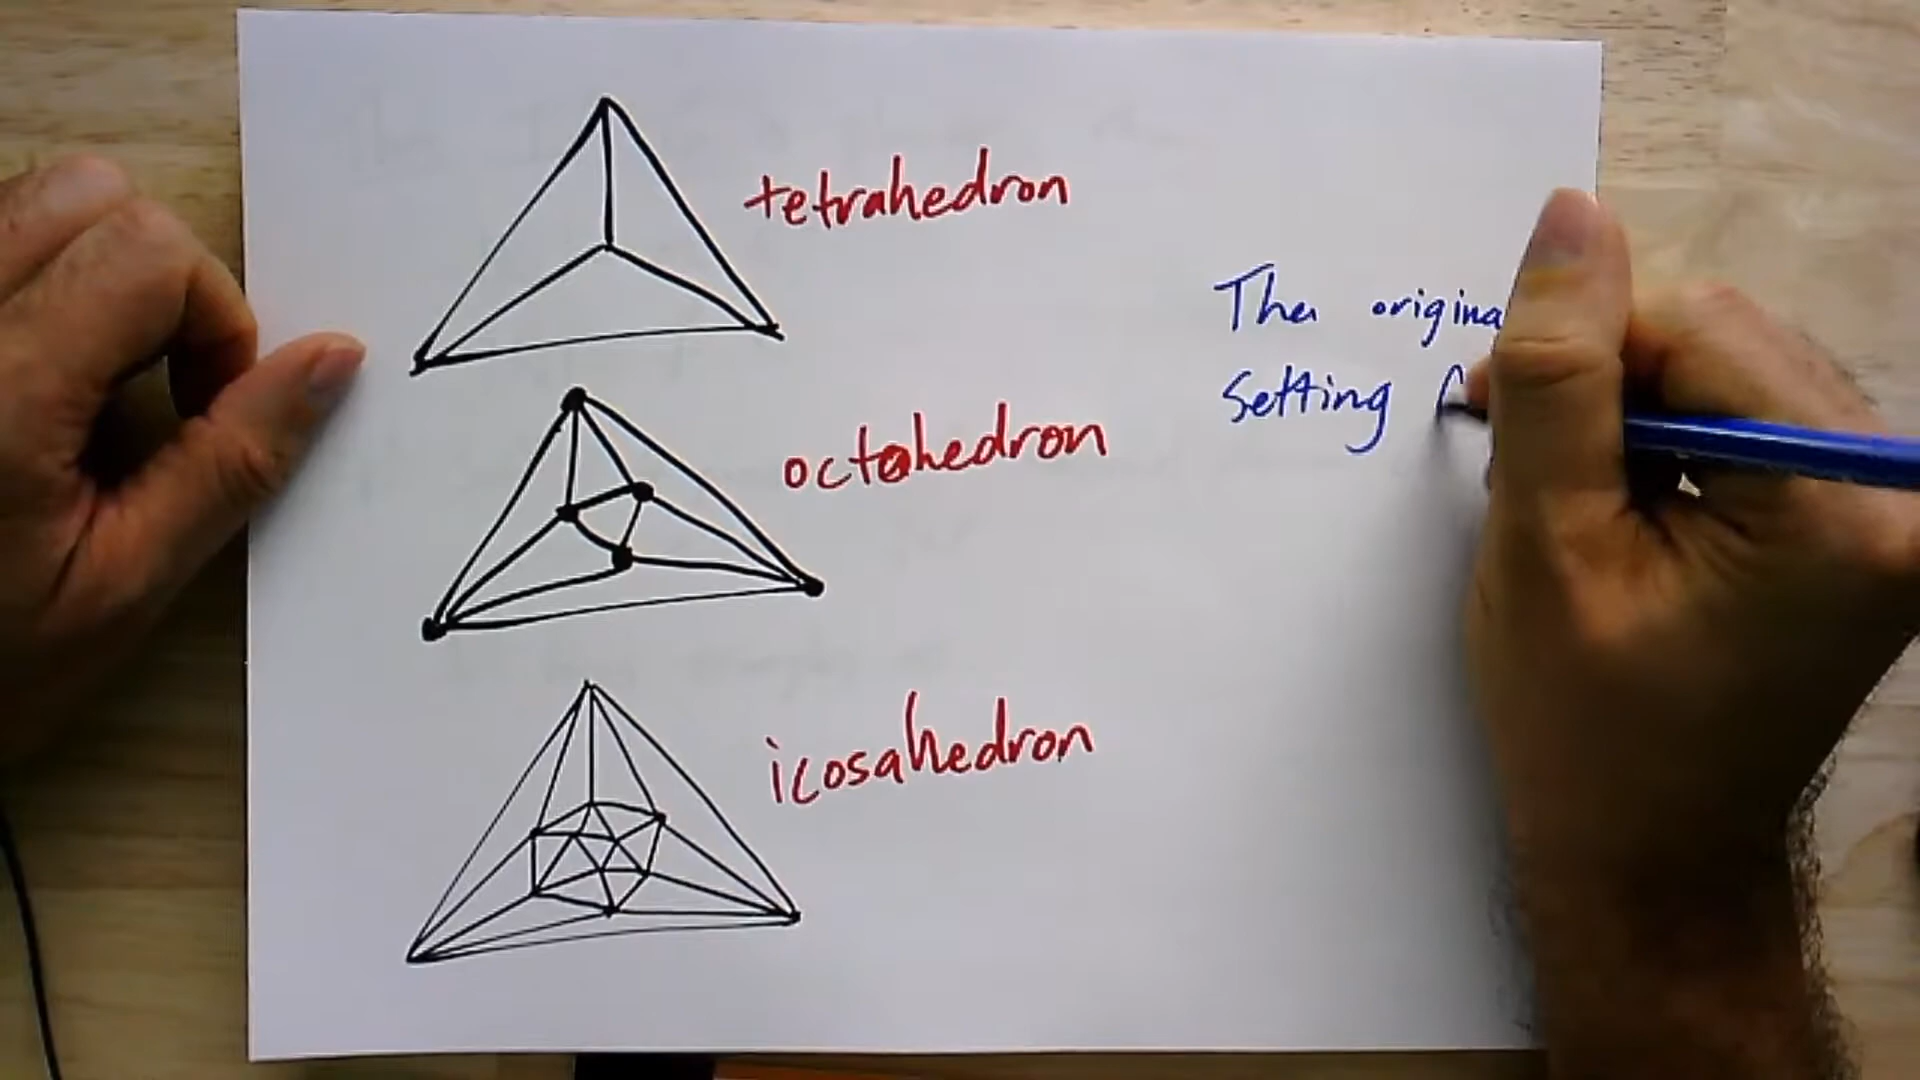 tetrahedron
The origina
octahedron
Setting
icosahedron